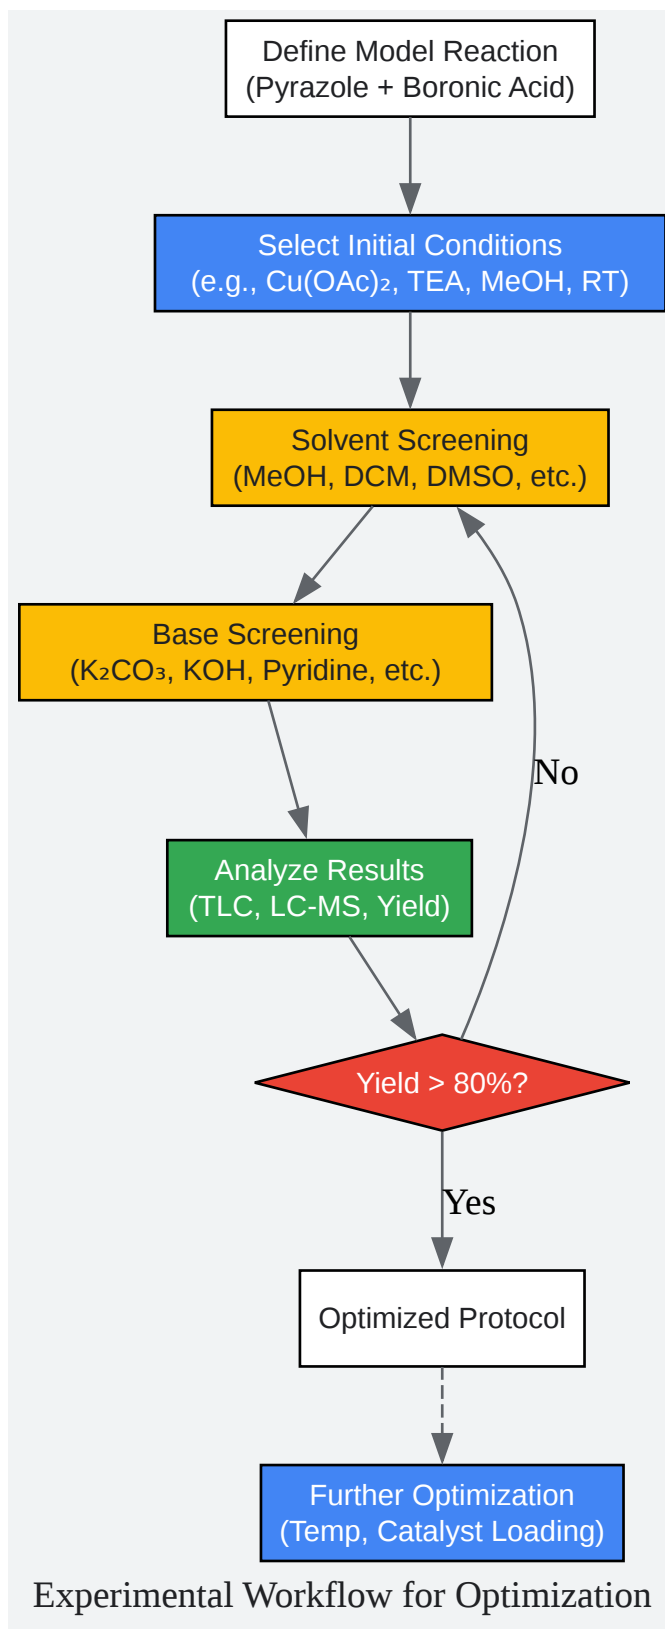 Define Model Reaction
(Pyrazole + Boronic Acid)
Select Initial Conditions
(e.g., Cu(OAc)₂, TEA, MeOH, RT)
Solvent Screening
(MeOH, DCM, DMSO, etc.)
Base Screening
(K₂CO₃, KOH, Pyridine, etc.)
No
Analyze Results
(TLC, LC-MS, Yield)
Yield > 80%?
Yes
Optimized Protocol
Further Optimization
(Temp, Catalyst Loading)
Experimental Workflow for Optimization